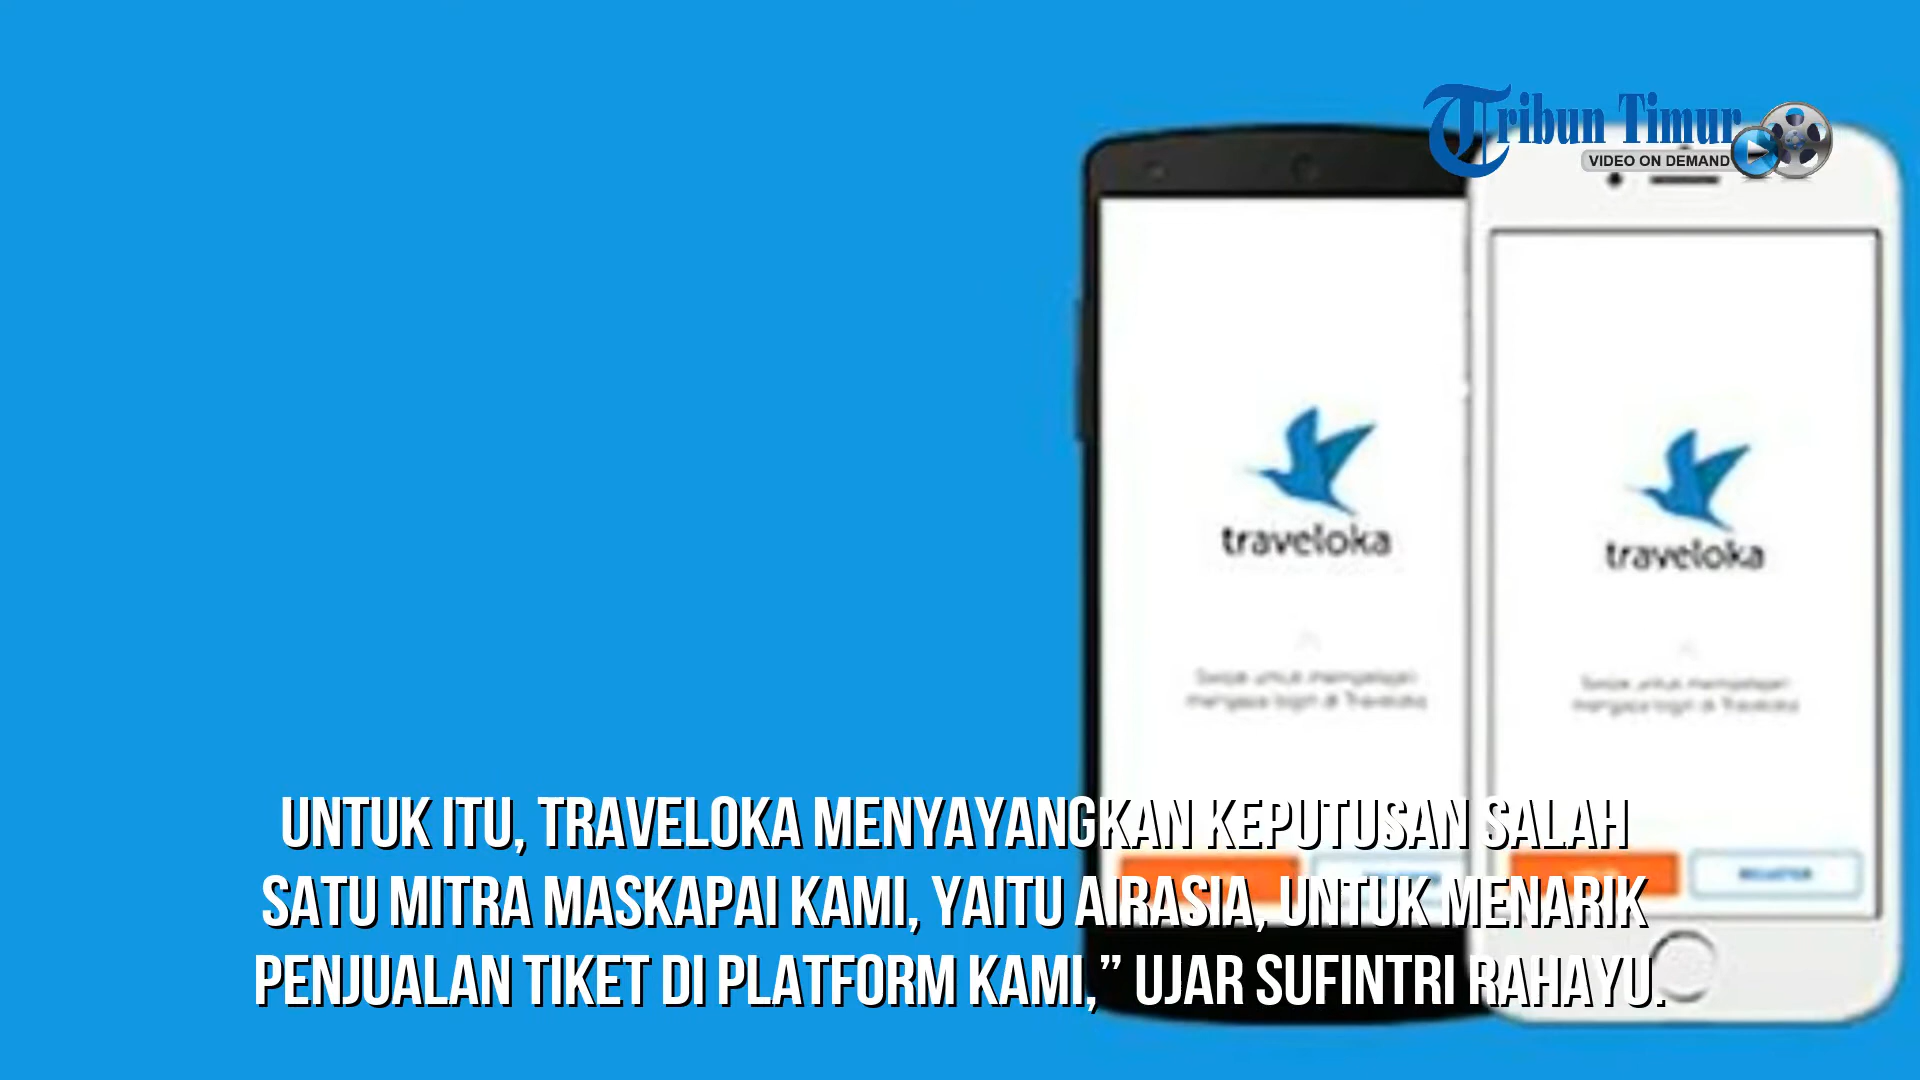 Tribun Timur
VIDEO ON DEMAND
traveloka
traveloka
UNTUK ITU, TRAVELOKA MENYAYANGKAN KEPUTUSAN SALAH
SATU MITRA MASKAPAI KAMI, YAITU AIRASIA, UNTUK MENARIK
PENJUALAN TIKET DI PLATFORM KAMI,” UJAR SUFINTRI RAHAYU.